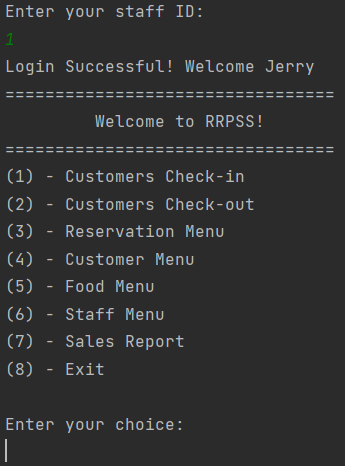 Enter your staff ID:
1
Login Successful! Welcome Jerry
=================================
Welcome to RRPSS!
=================================
(1) - Customers Check-in
(2) - Customers Check-out
(3) - Reservation Menu
(4) - Customer Menu
(5) - Food Menu
(6) - Staff Menu
(7) - Sales Report
(8) - Exit
Enter your choice: